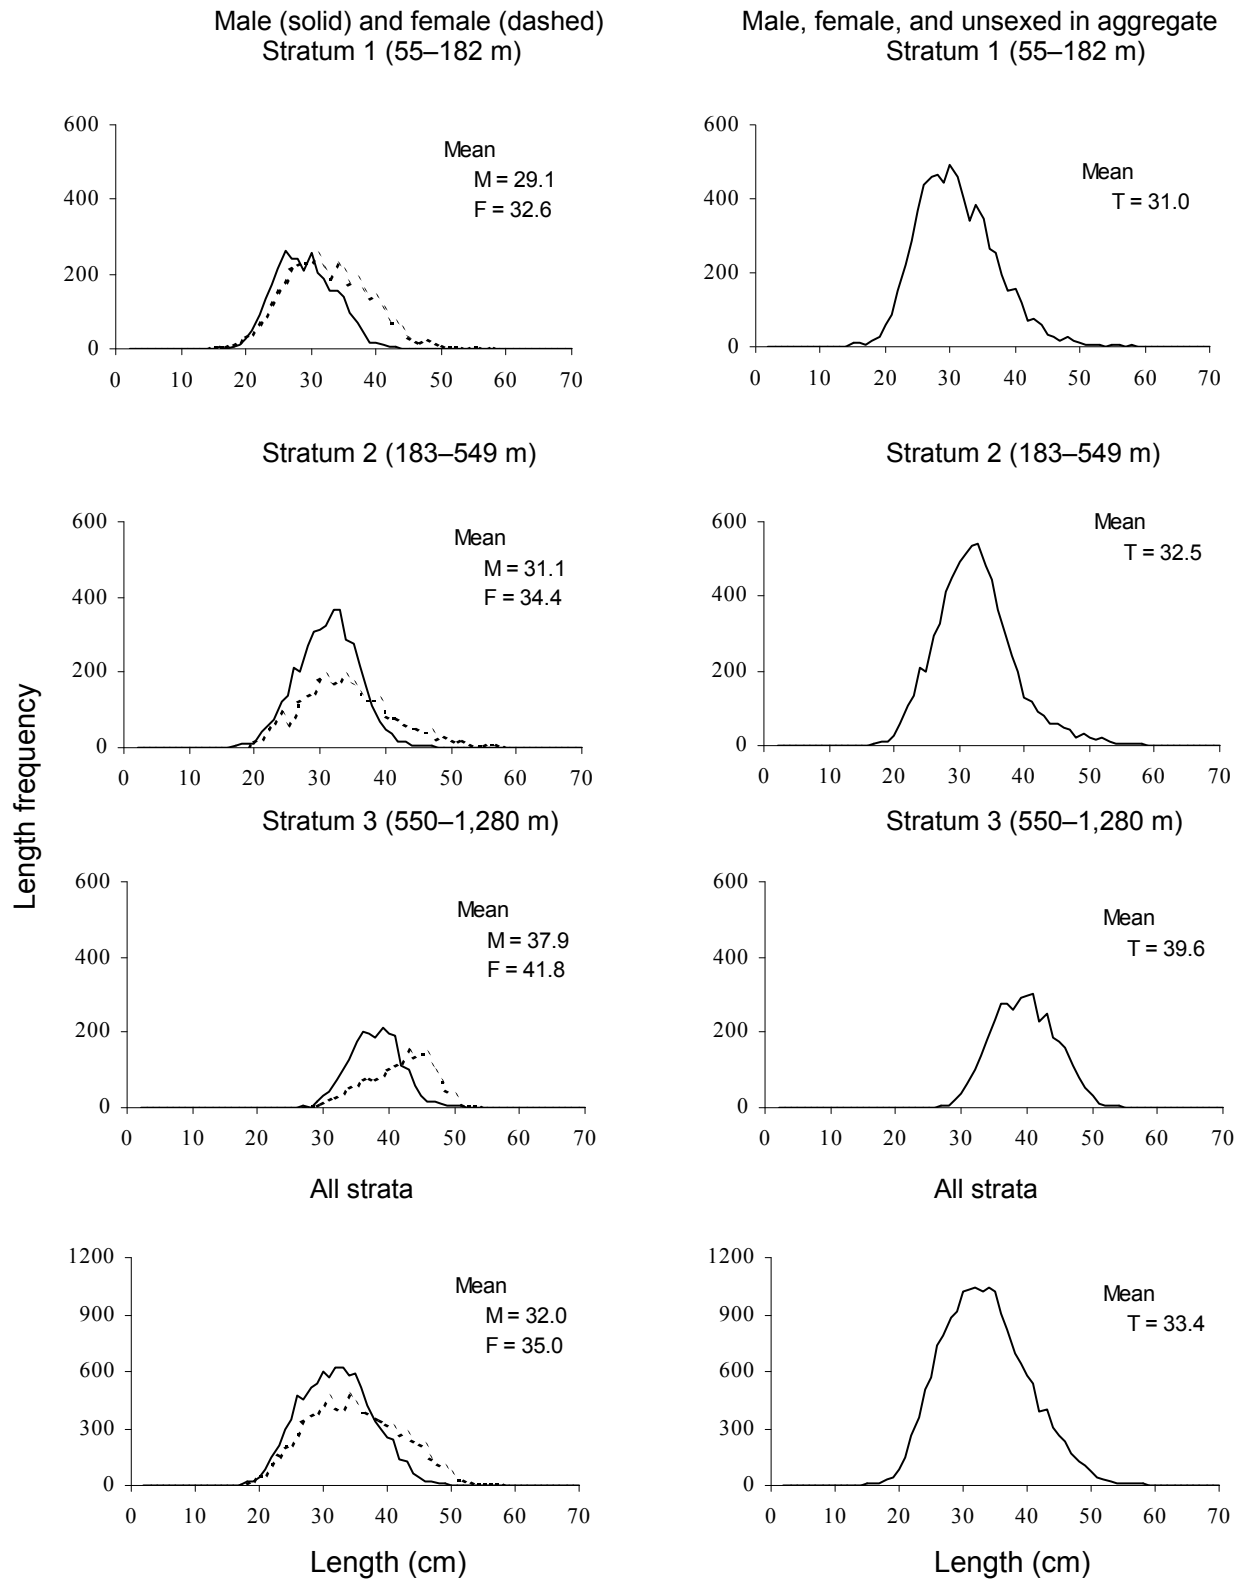 Male (solid) and female (dashed)
Stratum 1 (55–182 m)
600
400
200
0
0 10 20 30 40 50 60 70
Mean
M = 29.1
F = 32.6
Male, female, and unsexed in aggregate
Stratum 1 (55–182 m)
600
400
200
0
0 10 20 30 40 50 60 70
Mean
T = 31.0
Stratum 2 (183–549 m)
600
400
200
0
0 10 20 30 40 50 60 70
Mean
M = 31.1
F = 34.4
Stratum 2 (183–549 m)
600
400
200
0
0 10 20 30 40 50 60 70
Mean
T = 32.5
Length frequency
Stratum 3 (550–1,280 m)
600
400
200
0
0 10 20 30 40 50 60 70
Mean
M = 37.9
F = 41.8
Stratum 3 (550–1,280 m)
600
400
200
0
0 10 20 30 40 50 60 70
Mean
T = 39.6
All strata
1200
900
600
300
0
0 10 20 30 40 50 60 70
Mean
M = 32.0
F = 35.0
Length (cm)
All strata
1200
900
600
300
0
0 10 20 30 40 50 60 70
Mean
T = 33.4
Length (cm)